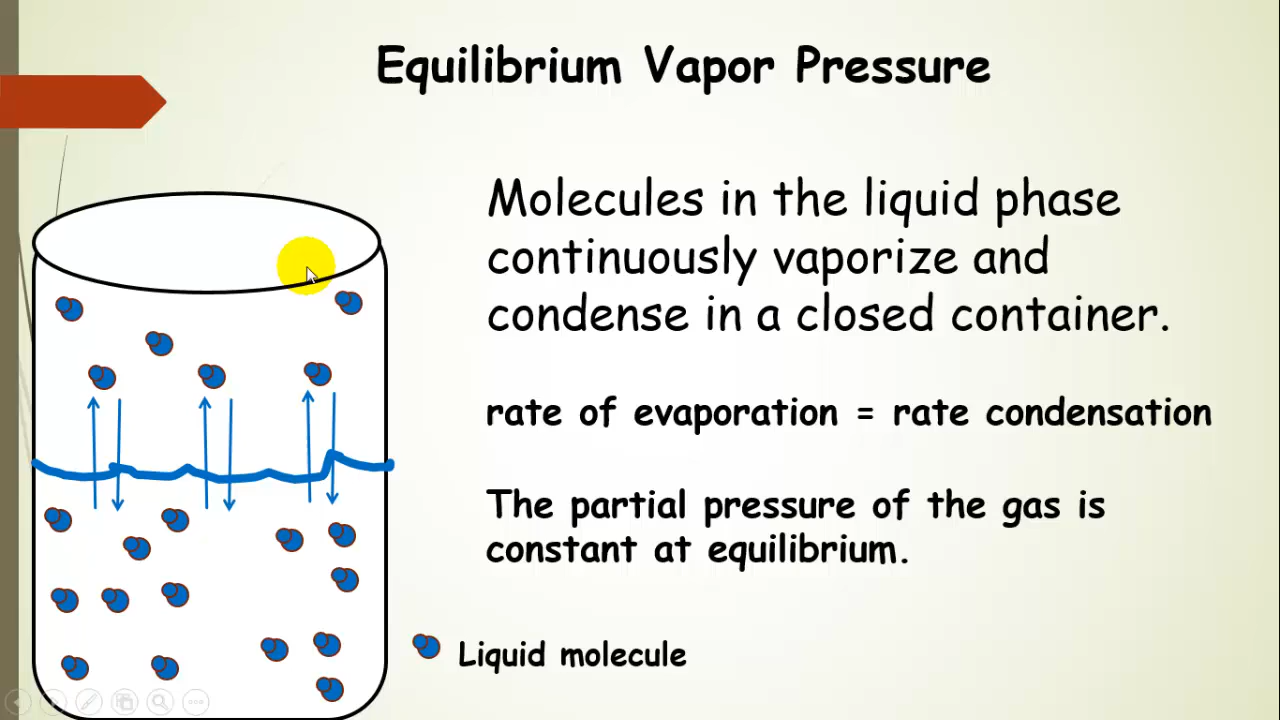 Equilibrium Vapor Pressure
Molecules in the liquid phase
continuously vaporize and
condense in a closed container.
rate of evaporation = rate condensation
The partial pressure of the gas is
constant at equilibrium.
Liquid molecule